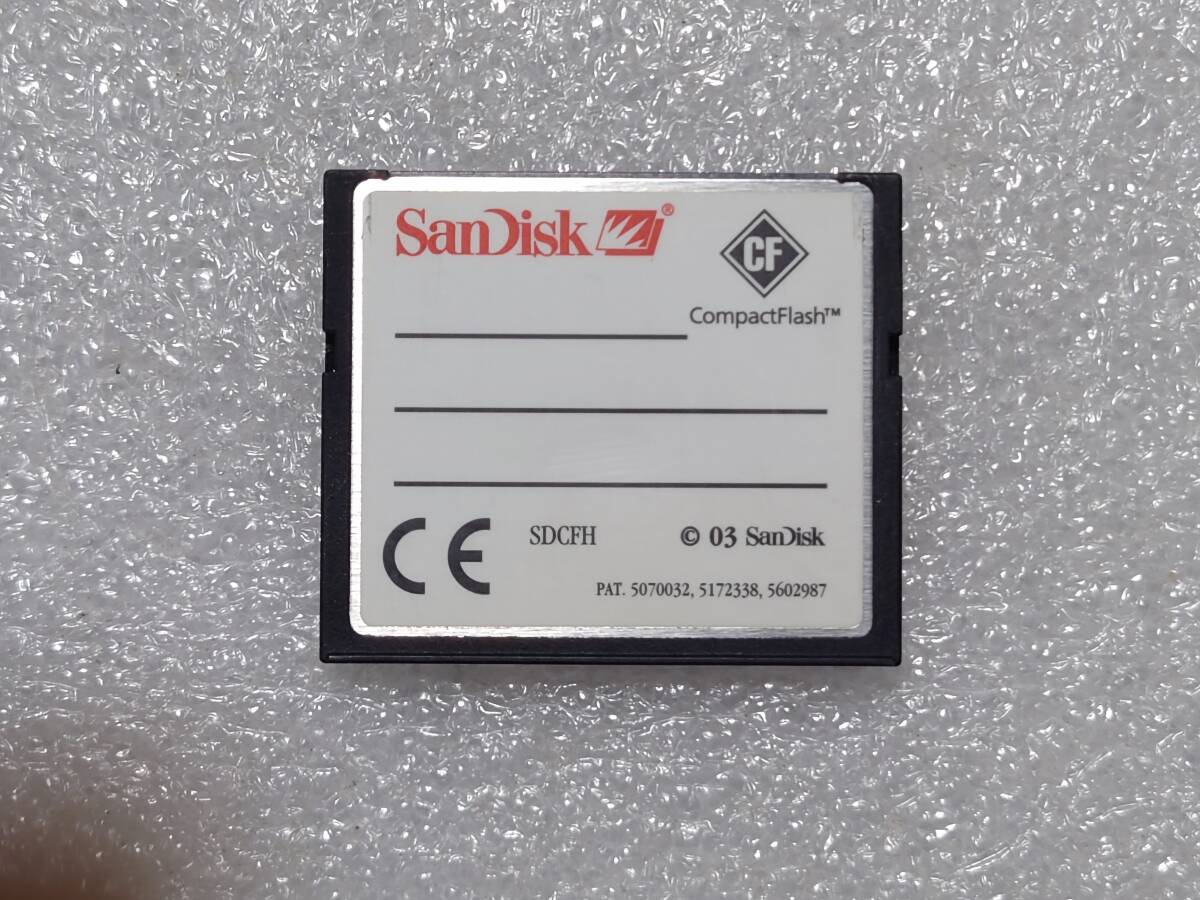 SanDisk®
CF
CompactFlash™
CE SDCFH © 03 SanDisk
PAT. 5070032, 5172338, 5602987